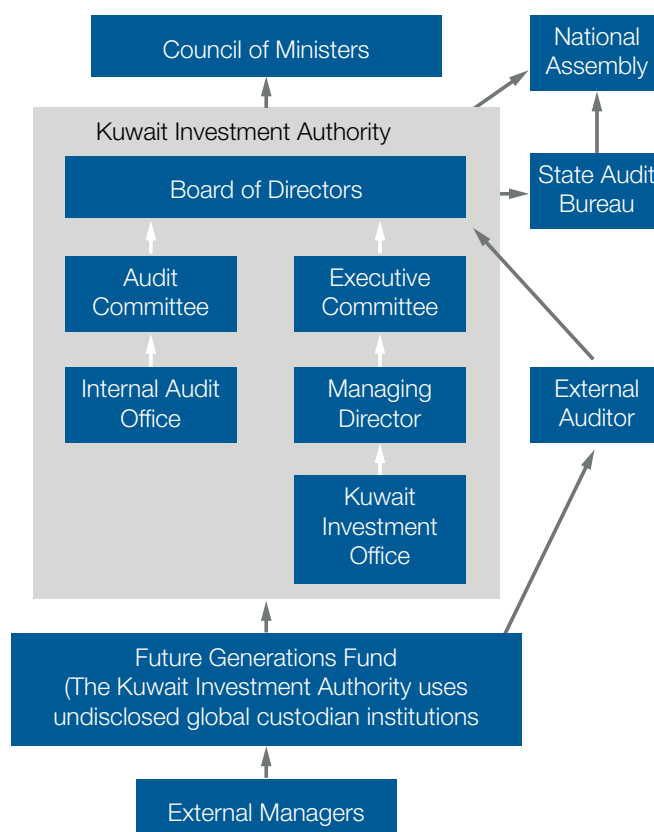 Council of Ministers
National
Assembly
Kuwait Investment Authority
Board of Directors
State Audit
Bureau
Audit
Committee
Executive
Committee
Internal Audit
Office
Managing
Director
External
Auditor
Kuwait
Investment
Office
Future Generations Fund
(The Kuwait Investment Authority uses
undisclosed global custodian institutions
External Managers